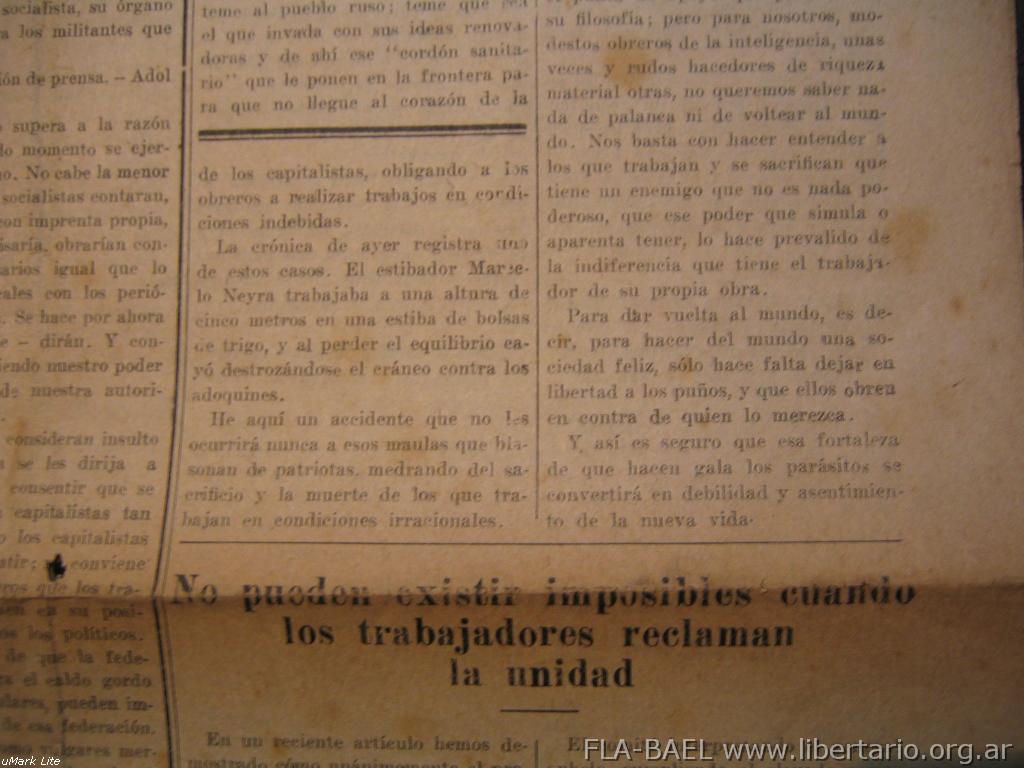 socialista, su órgano
a los militantes que
ión de prensa. – Adol
supera a la razón
lo momento se ejer-
o. No cabe la menor
socialistas contaran,
con imprenta propia,
isaría, obrarían con-
sarios igual que lo
cales con los perió-
. Se hace por ahora
e – dirán. Y con-
iendo nuestro poder
de nuestra autori-
consideran insulto
a se les dirija a
consentir que se
capitalistas tan
o los capitalistas
stir; conviene
eros que los tra-
en su posi-
os los políticos.
de que la fede-
ra el caldo gordo
ulares, pueden im-
de esa federación.
omo vulgares mer-
teme al pueblo ruso; teme que sea
el que invada con sus ideas renova-
doras y de ahí ese "cordón sanita-
rio" que le ponen en la frontera pa-
ra que no llegue al corazón de la
de los capitalistas, obligando a los
obreros a realizar trabajos en condi-
ciones indebidas.
La crónica de ayer registra uno
de estos casos. El estibador Marce-
lo Neyra trabajaba a una altura de
cinco metros en una estiba de bolsas
de trigo, y al perder el equilibrio ca-
yó destrozándose el cráneo contra los
adoquines.
He aquí un accidente que no les
ocurrirá nunca a esos maulas que bla-
sonan de patriotas. medrando del sa-
crificio y la muerte de los que tra-
bajan en condiciones irracionales.
su filosofía; pero para nosotros, mo-
destos obreros de la inteligencia, unas
veces y rudos hacedores de riqueza
material otras, no queremos saber na-
da de palanca ni de voltear al mun-
do. Nos basta con hacer entender a
los que trabajan y se sacrifican que
tiene un enemigo que no es nada po-
deroso, que ese poder que simula o
aparenta tener, lo hace prevalido de
la indiferencia que tiene el trabaja-
dor de su propia obra.
Para dar vuelta al mundo, es de-
cir, para hacer del mundo una so-
ciedad feliz, sólo hace falta dejar en
libertad a los puños, y que ellos obren
en contra de quien lo merezca.
Y así es seguro que esa fortaleza
de que hacen gala los parásitos se
convertirá en debilidad y asentimien-
to de la nueva vida.
No pueden existir imposibles cuando
los trabajadores reclaman
la unidad
En un reciente artículo hemos de-
mostrado cómo unánimemente el
FLA-BAEL www.libertario.org.ar
uMark Lite